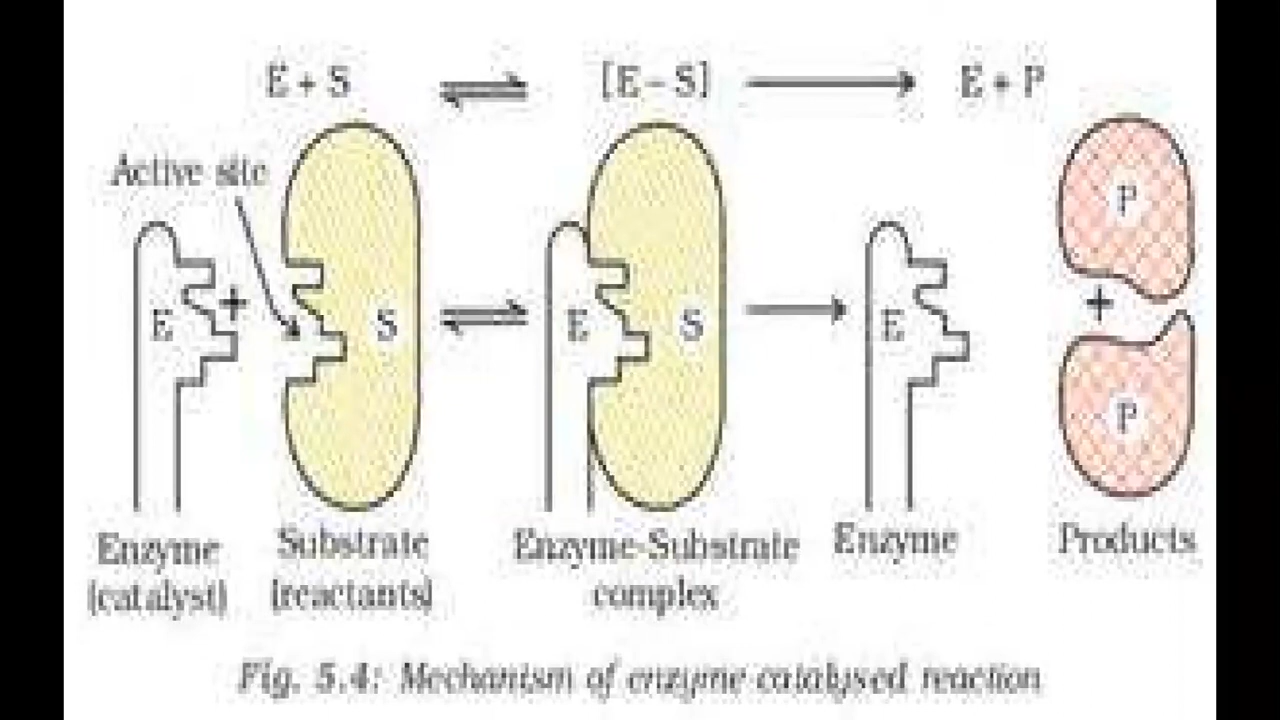 E + S ⇌ [E – S] ⟶ E + P
Active site
P
E + S ⇌ E S ⟶ E + 
P
Enzyme Substrate Enzyme-Substrate Enzyme Products
(catalyst) (reactants) complex
Fig. 5.4: Mechanism of enzyme catalysed reaction